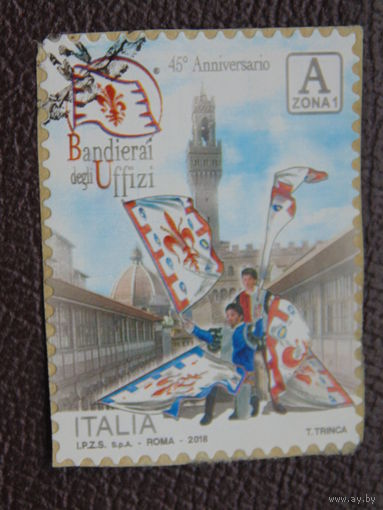 45° Anniversario
A
ZONA 1
Bandierai
degli Uffizi
ITALIA
I.P.Z.S. S.p.A. - ROMA - 2018
T. TRINCA
www.ay.by